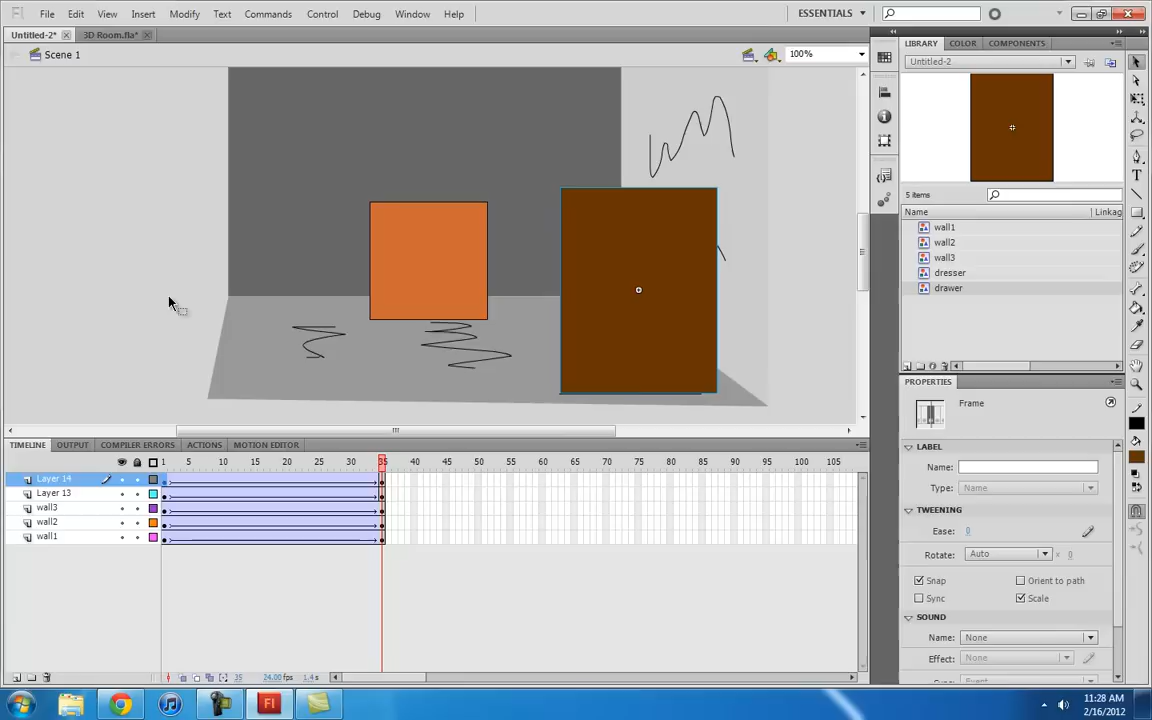 Fl File Edit View Insert Modify Text Commands Control Debug Window Help ESSENTIALS
Untitled-2* 3D Room.fla*
Scene 1 100%
LIBRARY COLOR COMPONENTS
Untitled-2
5 items
Name Linkag
wall1
wall2
wall3
dresser
drawer
PROPERTIES
Frame
LABEL
Name:
Type: Name
TWEENING
Ease: 0
Rotate: Auto x 0
Snap Orient to path
Sync Scale
SOUND
Name: None
Effect: None
Sync: Event
TIMELINE OUTPUT COMPILER ERRORS ACTIONS MOTION EDITOR
1 5 10 15 20 25 30 35 40 45 50 55 60 65 70 75 80 85 90 95 100 105
Layer 14
Layer 13
wall3
wall2
wall1
35 24.00 fps 1.4 s
Fl
11:28 AM
2/16/2012